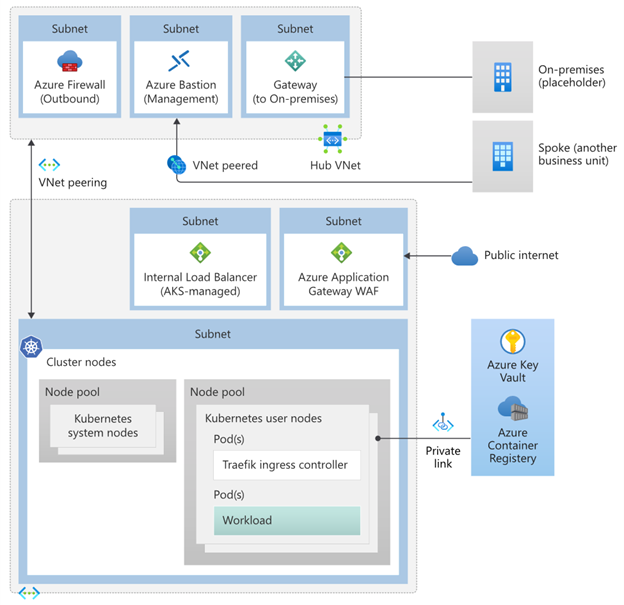 Subnet
Azure Firewall
(Outbound)
Subnet
Azure Bastion
(Management)
Subnet
Gateway
(to On-premises)
On-premises
(placeholder)
Spoke (another
business unit)
VNet peering
VNet peered
Hub VNet
Subnet
Internal Load Balancer
(AKS-managed)
Subnet
Azure Application
Gateway WAF
Public internet
Subnet
Cluster nodes
Node pool
Kubernetes
system nodes
Node pool
Kubernetes user nodes
Pod(s)
Traefik ingress controller
Pod(s)
Workload
Private
link
Azure Key
Vault
Azure
Container
Registry